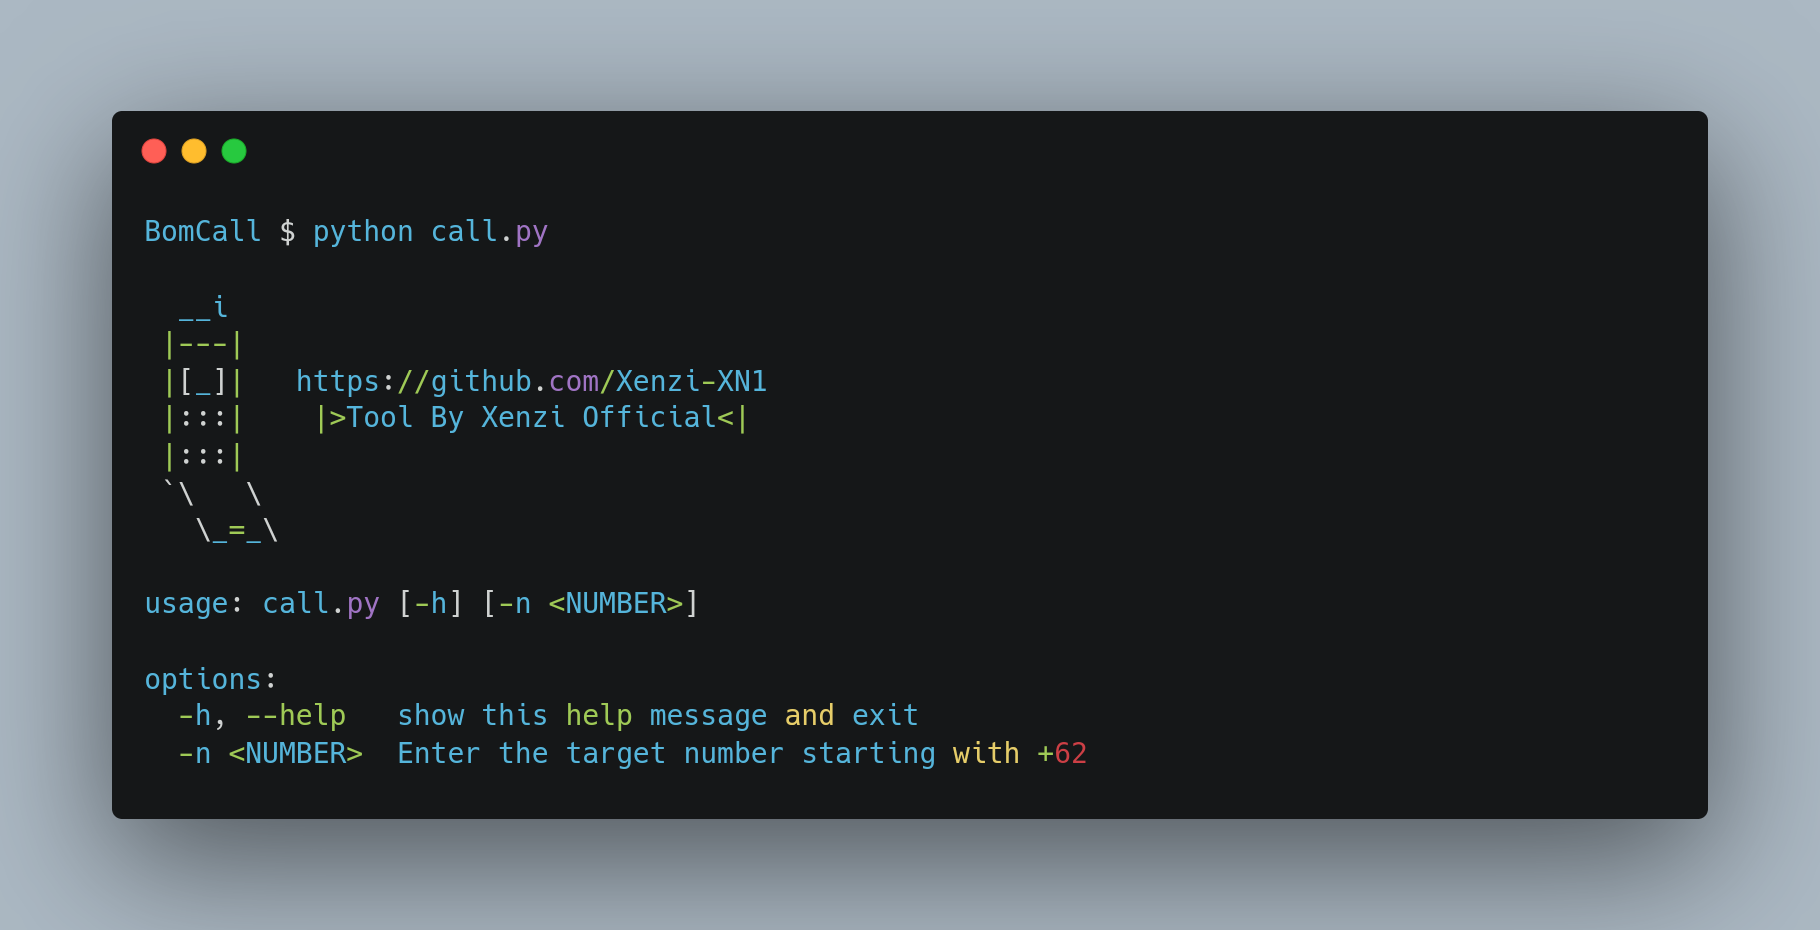 BomCall $ python call.py
  __i
 |---|
 |[_]|   https://github.com/Xenzi-XN1
 |:::|    |>Tool By Xenzi Official<|
 |:::|
 `\   \
   \_=_\
usage: call.py [-h] [-n <NUMBER>]
options:
  -h, --help   show this help message and exit
  -n <NUMBER>  Enter the target number starting with +62